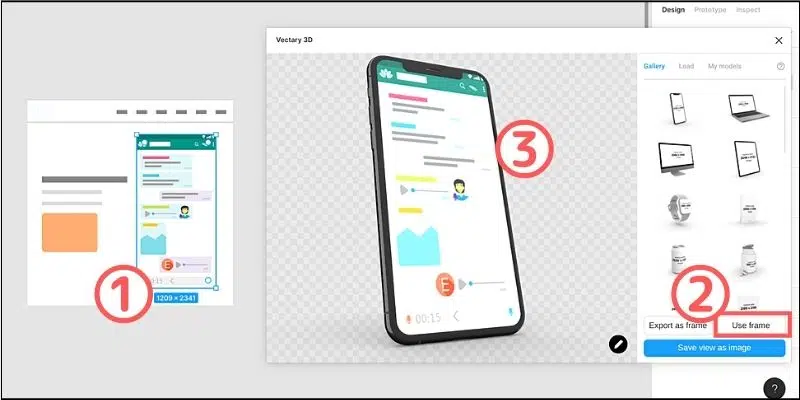 Design Prototype Inspect
Vectary 3D
Gallery Load My models
①
1209 × 2341
E
E
00:15
③
②
Export as frame
Use frame
Save view as image
?